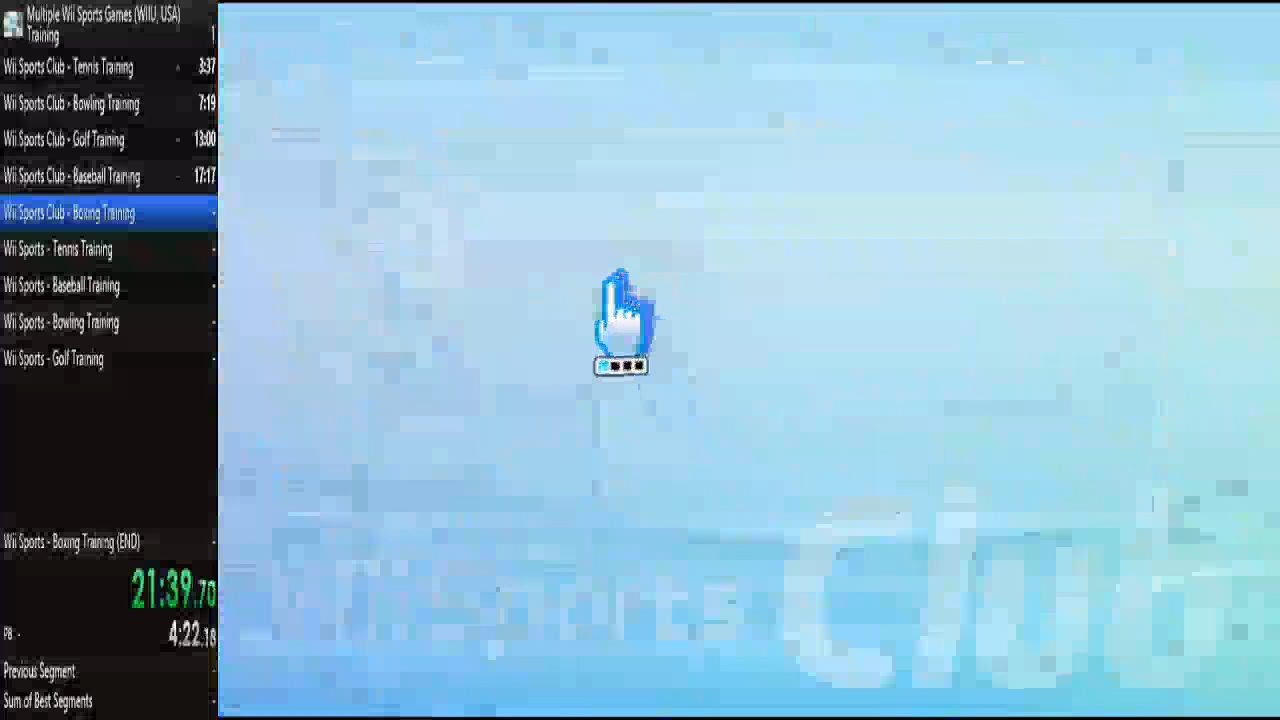 Multiple Wii Sports Games (WIIU, USA)
Training 1
Wii Sports Club - Tennis Training - 3:37
Wii Sports Club - Bowling Training 7:19
Wii Sports Club - Golf Training - 13:00
Wii Sports Club - Baseball Training - 17:17
Wii Sports Club - Boxing Training -
Wii Sports - Tennis Training -
Wii Sports - Baseball Training -
Wii Sports - Bowling Training -
Wii Sports - Golf Training -
Wii Sports - Boxing Training (END) -
21:39.70
PB: - 4:22.18
Previous Segment -
Sum of Best Segments -
Wii Sports Club